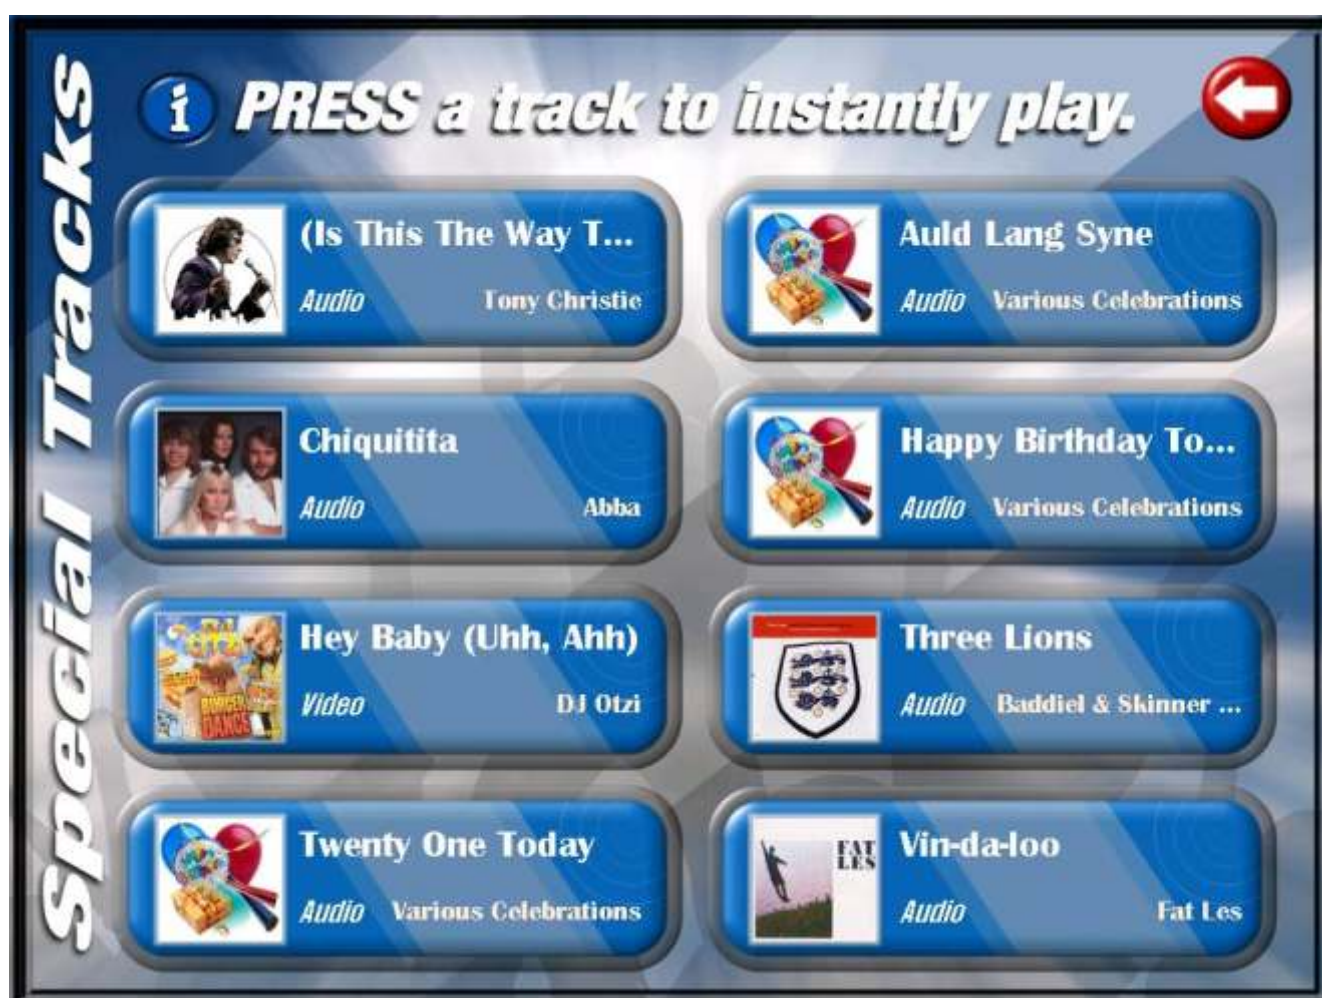 Special Tracks
i PRESS a track to instantly play.
(Is This The Way T...
Audio Tony Christie
Auld Lang Syne
Audio Various Celebrations
Chiquitita
Audio Abba
Happy Birthday To...
Audio Various Celebrations
Hey Baby (Uhh, Ahh)
Video DJ Otzi
BURGER DANCE
Three Lions
Audio Baddiel & Skinner ...
Twenty One Today
Audio Various Celebrations
FAT LES
Vin-da-loo
Audio Fat Les